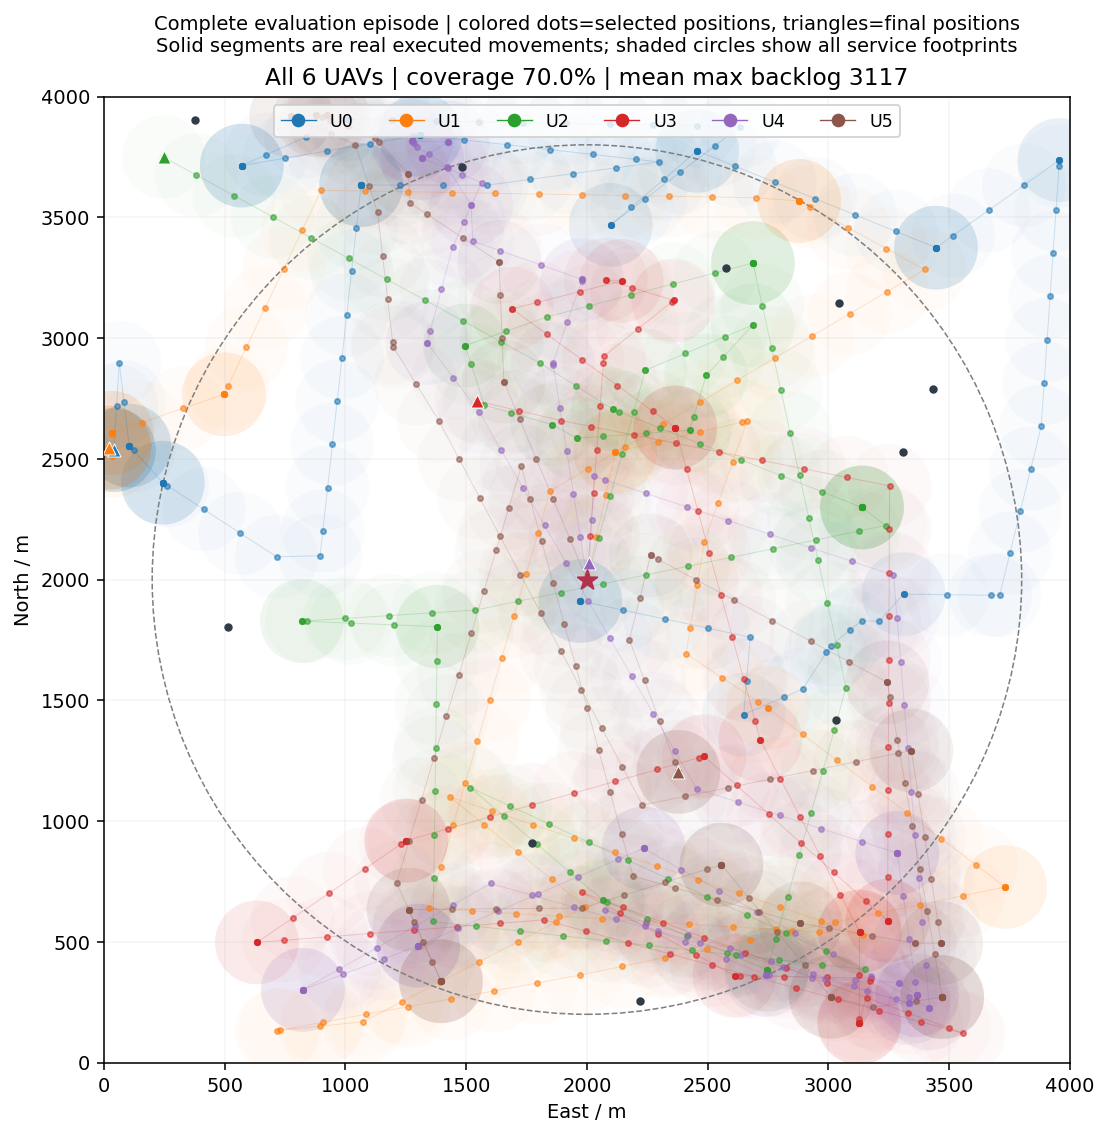 Complete evaluation episode | colored dots=selected positions, triangles=final positions
Solid segments are real executed movements; shaded circles show all service footprints
All 6 UAVs | coverage 70.0% | mean max backlog 3117
U0 U1 U2 U3 U4 U5
4000
3500
3000
2500
2000
1500
1000
500
0
North / m
0 500 1000 1500 2000 2500 3000 3500 4000
East / m